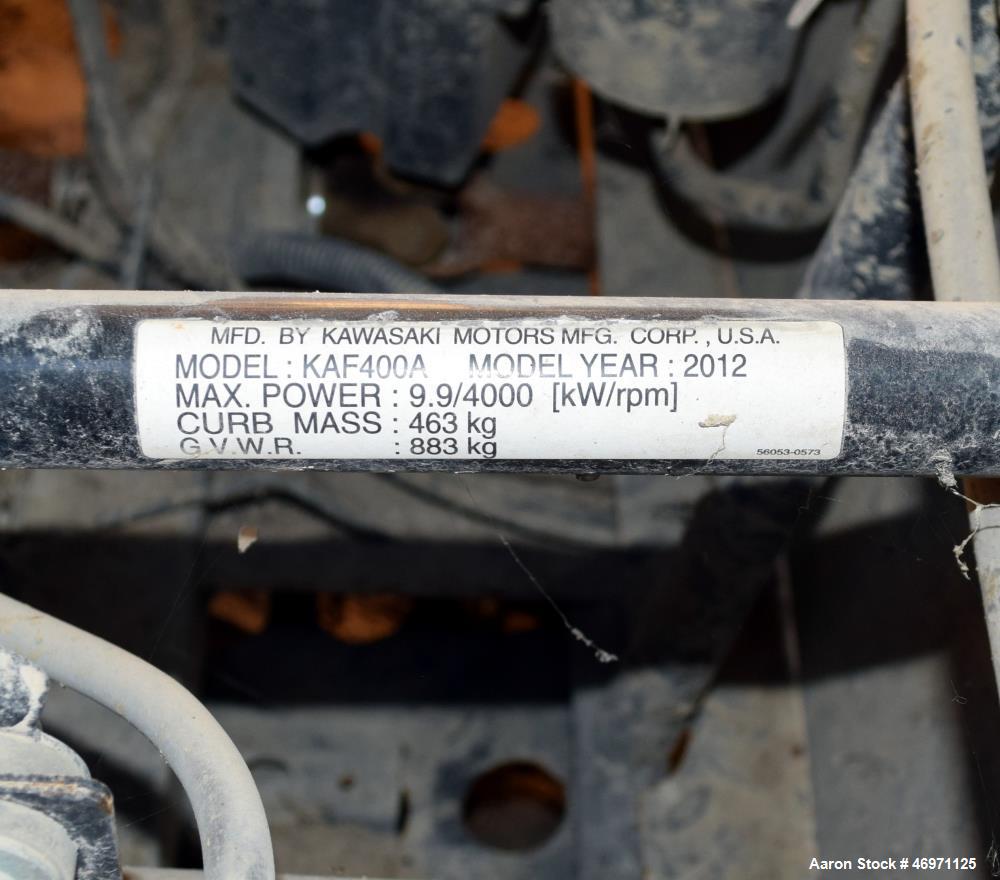 MFD. BY KAWASAKI MOTORS MFG. CORP., U.S.A.
MODEL : KAF400A MODEL YEAR : 2012
MAX. POWER : 9.9/4000 [kW/rpm]
CURB MASS : 463 kg
G.V.W.R. : 883 kg
56053-0573
Aaron Stock # 46971125